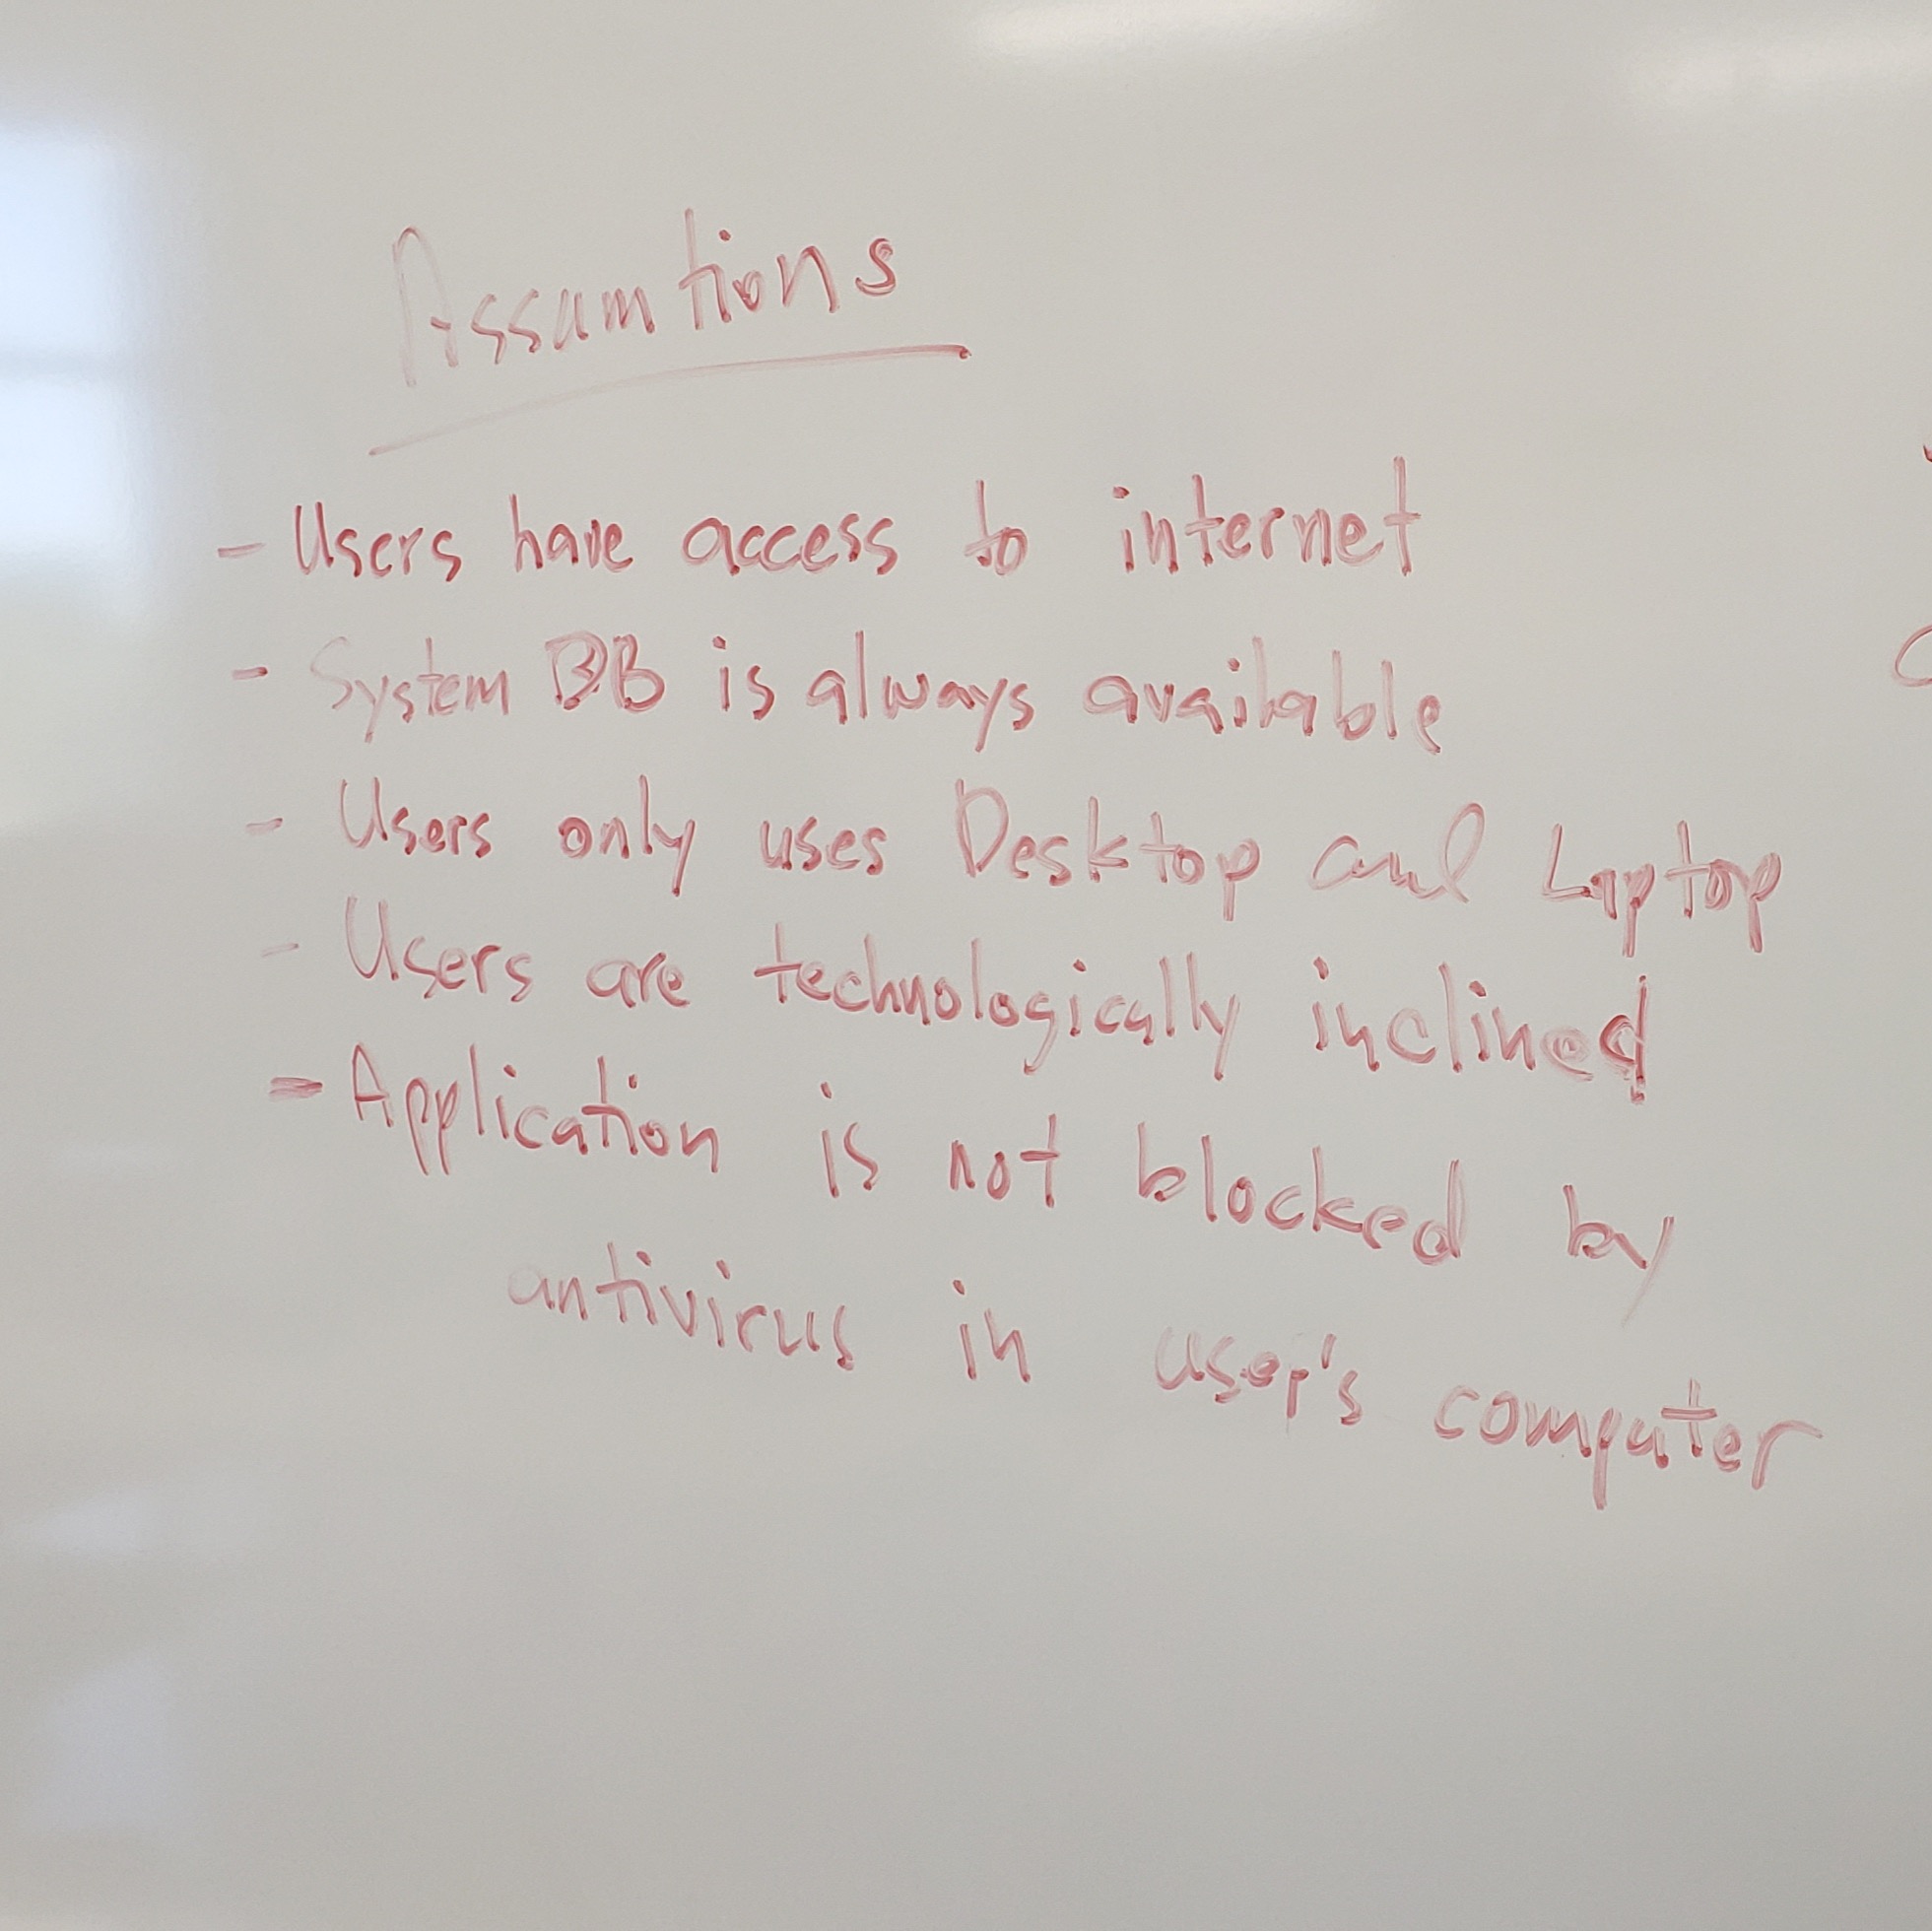 Assumtions
- Users have access to internet
- System DB is always available
- Users only uses Desktop and Laptop
- Users are technologically inclined
- Application is not blocked by
antivirus in user's computer